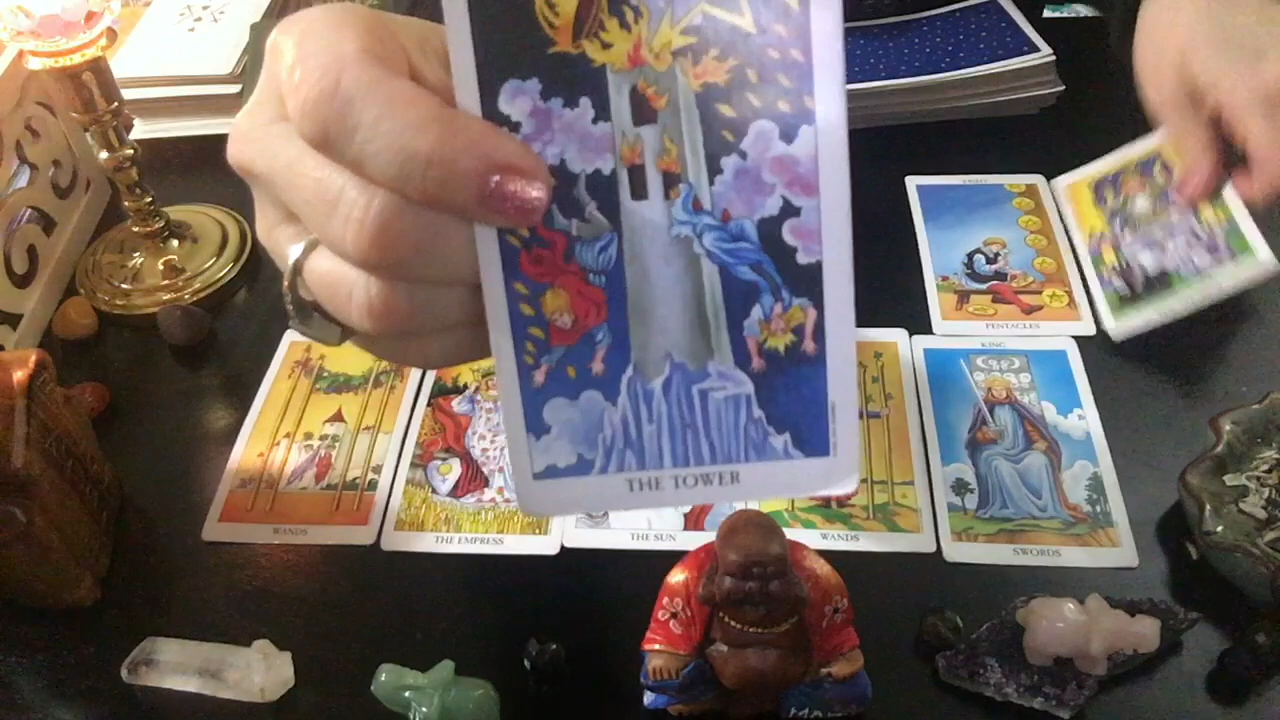 EIGHT
PENTACLES
KING
THE TOWER
WANDS
THE EMPRESS
THE SUN
WANDS
SWORDS